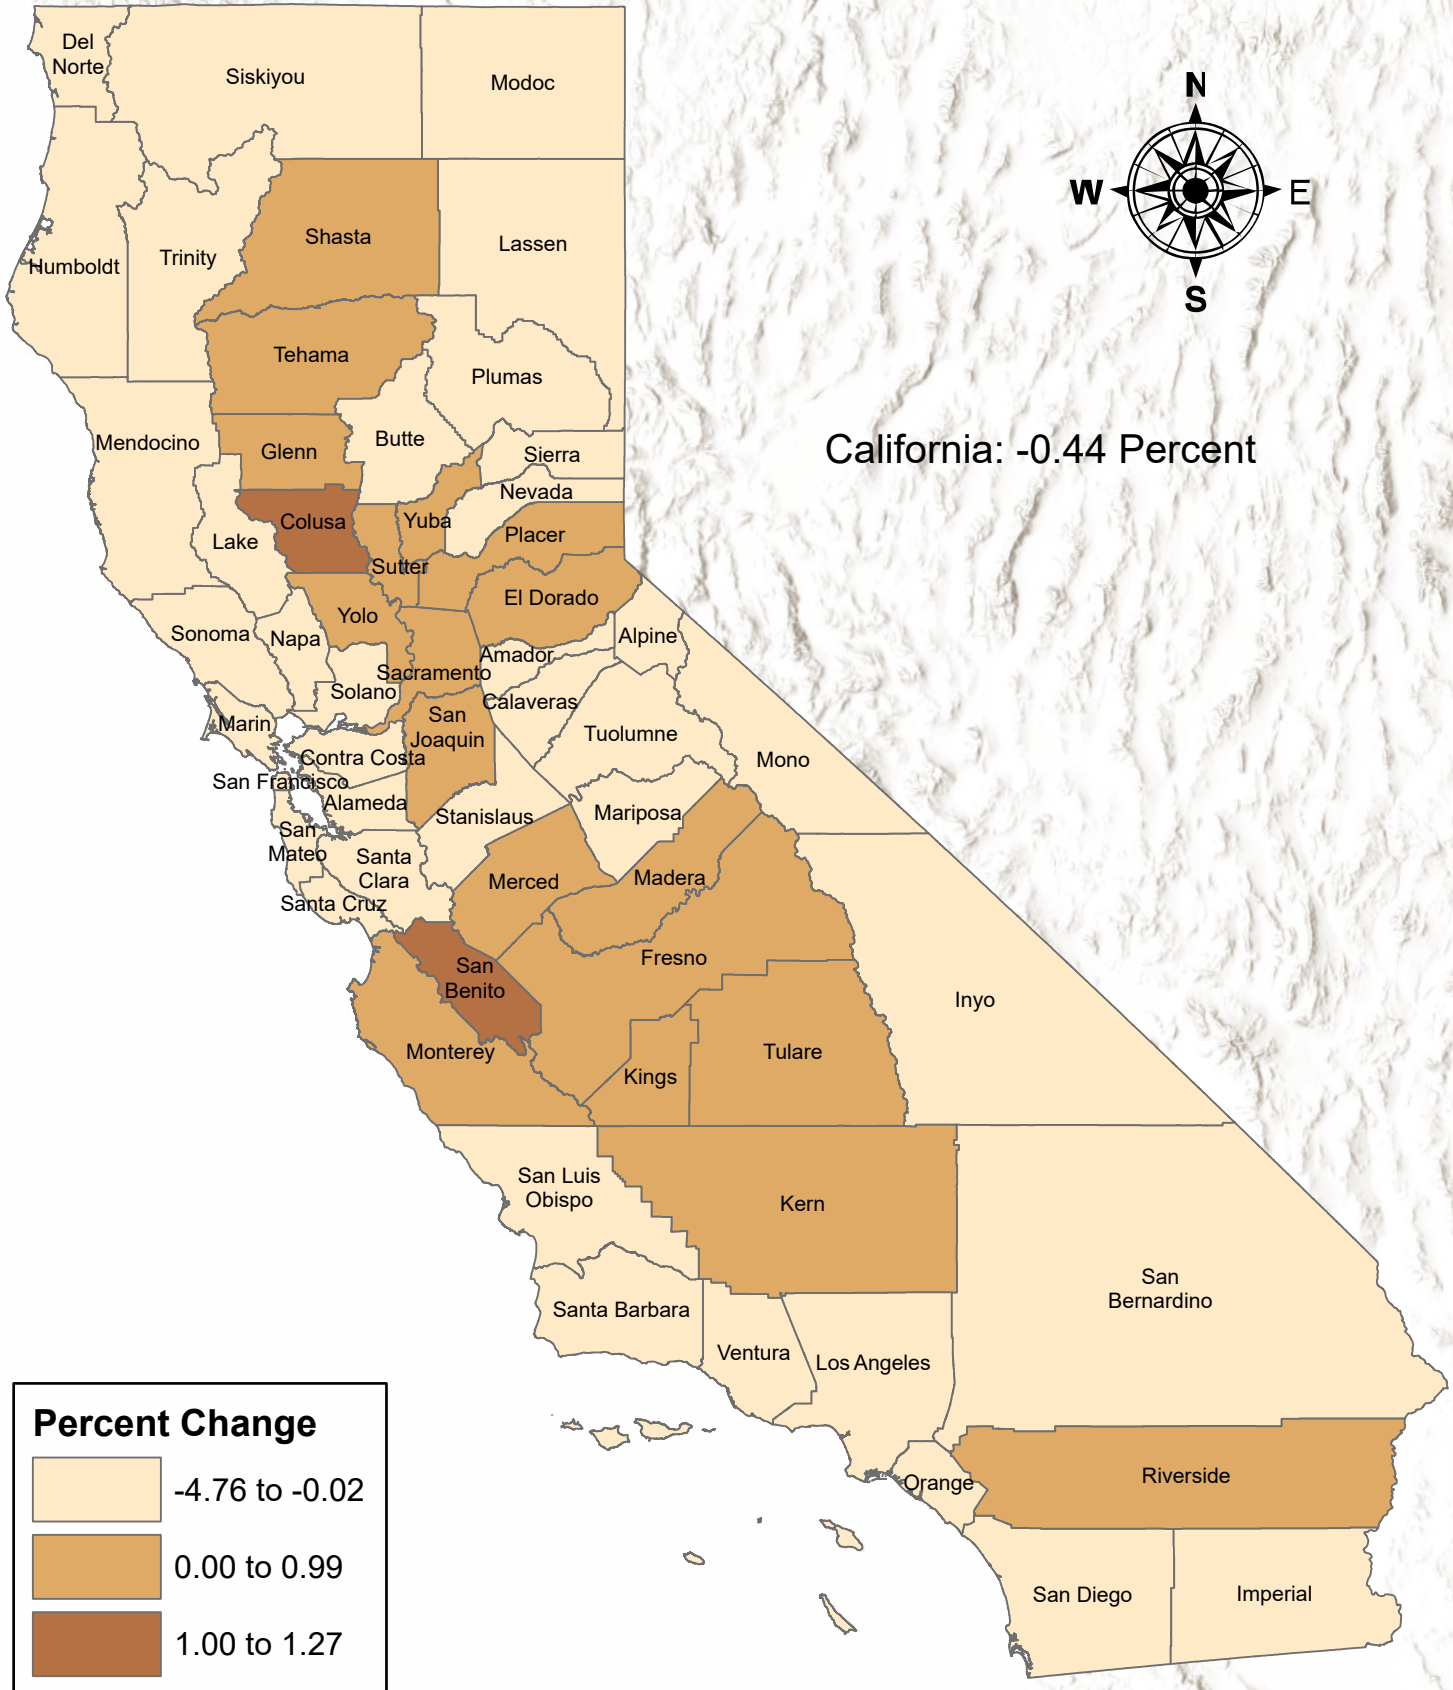 Del
Norte
Siskiyou
Modoc
N
W
E
S
Shasta
Lassen
Trinity
Humboldt
Tehama
Plumas
Mendocino
Butte
Glenn
Sierra
California: -0.44 Percent
Nevada
Colusa
Yuba
Placer
Lake
Sutter
El Dorado
Yolo
Sonoma
Napa
Alpine
Amador
Sacramento
Solano
Calaveras
Marin
San
Joaquin
Tuolumne
Contra Costa
Mono
San Francisco
Alameda
Stanislaus
Mariposa
San
Mateo
Santa
Clara
Merced
Madera
Santa Cruz
Fresno
San
Benito
Inyo
Monterey
Kings
Tulare
San Luis
Obispo
Kern
San
Bernardino
Santa Barbara
Ventura
Los Angeles
Orange
Riverside
San Diego
Imperial
Percent Change
-4.76 to -0.02
0.00 to 0.99
1.00 to 1.27